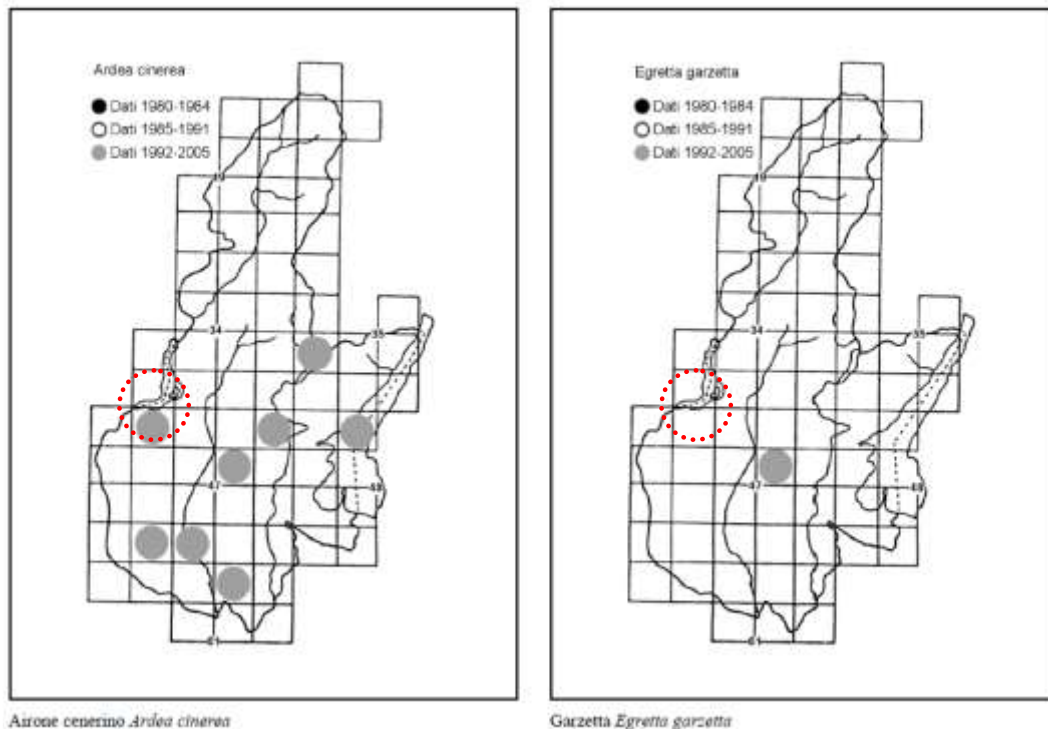 Ardea cinerea
Dati 1980-1984
Dati 1985-1991
Dati 1992-2005
49
34
35
47
48
61
Airone cenerino Ardea cinerea
Egretta garzetta
Dati 1980-1984
Dati 1985-1991
Dati 1992-2005
49
34
35
47
48
61
Garzetta Egretta garzetta